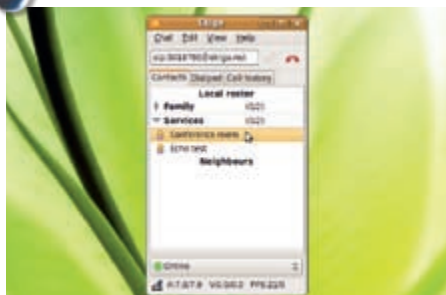 Ekiga
Chat Edit View Help
Contacts Dialpad Call history
Local roster
Family
Services
Conference room
Echo test
Neighbours
Online